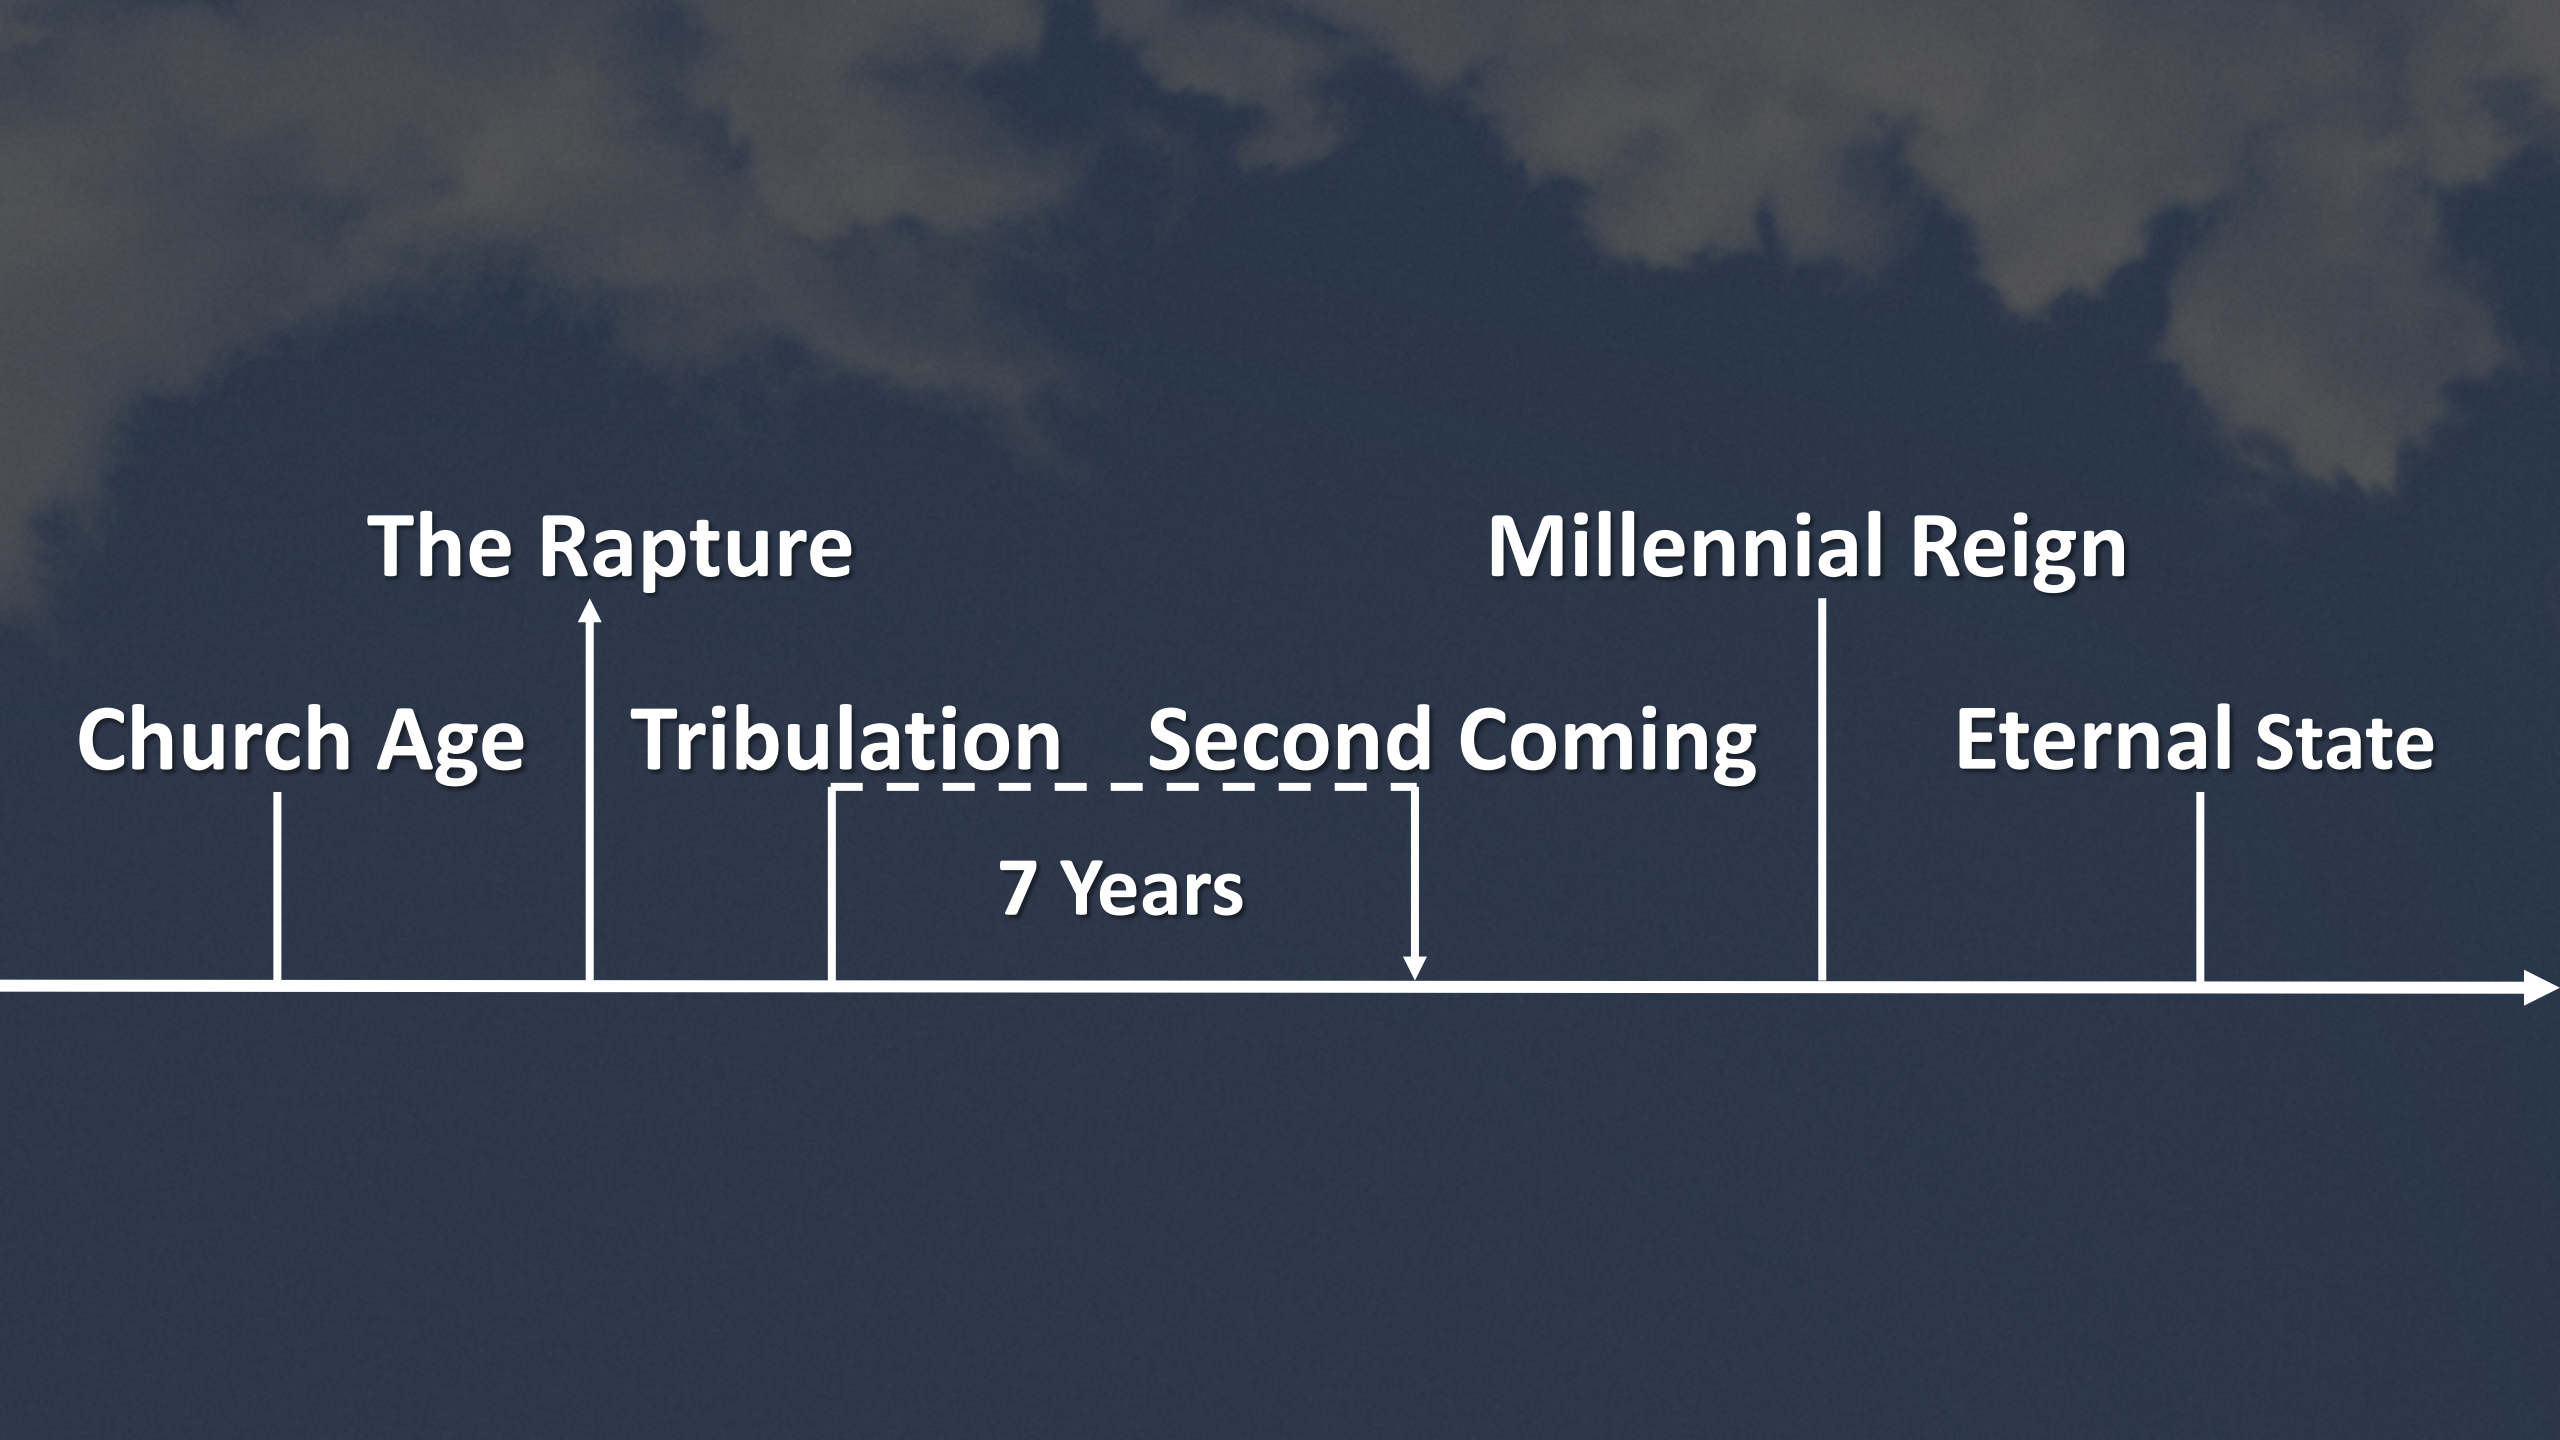 The Rapture
Millennial Reign
Church Age
Tribulation
Second Coming
Eternal State
7 Years